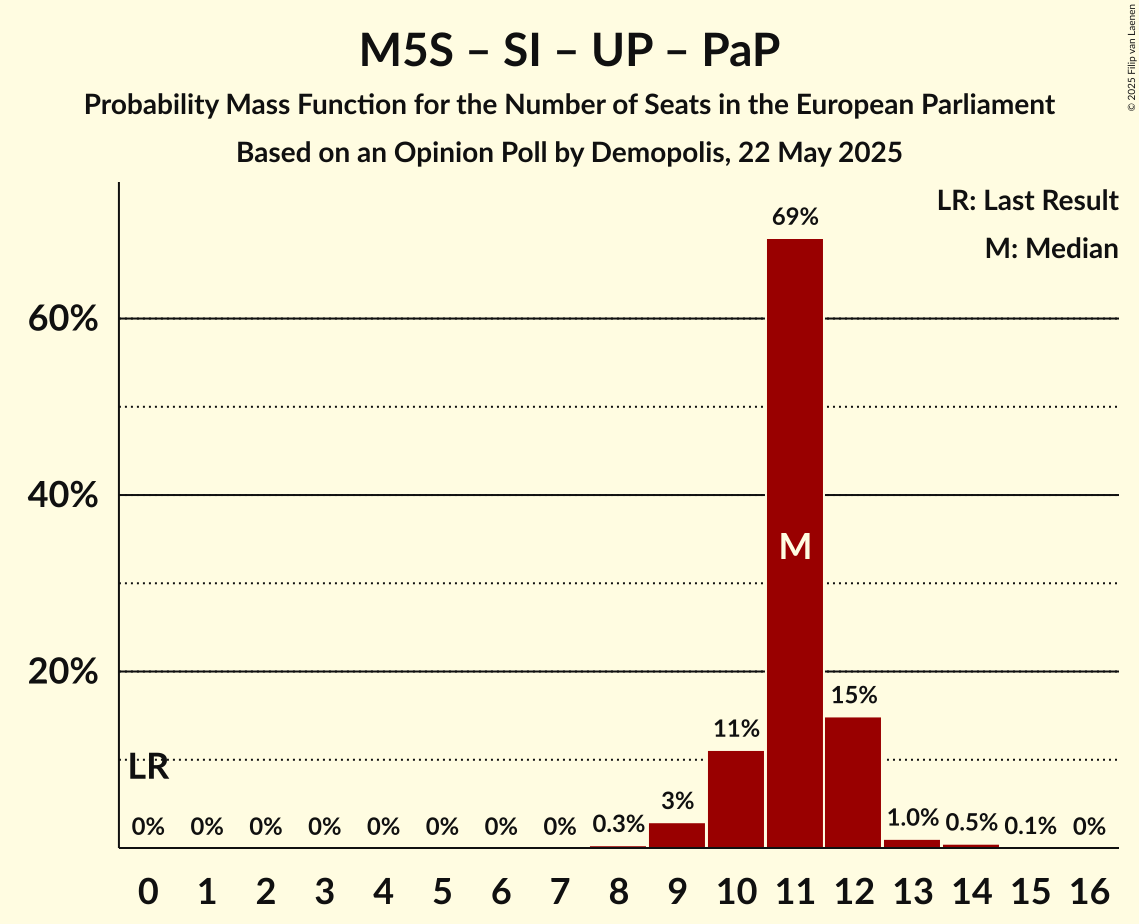 M5S – SI – UP – PaP
Probability Mass Function for the Number of Seats in the European Parliament
Based on an Opinion Poll by Demopolis, 22 May 2025
© 2025 Filip van Laenen
LR: Last Result
M: Median
60%
40%
20%
69%
M
15%
11%
LR
3%
0% 0% 0% 0% 0% 0% 0% 0% 0.3% 1.0% 0.5% 0.1% 0%
0 1 2 3 4 5 6 7 8 9 10 11 12 13 14 15 16